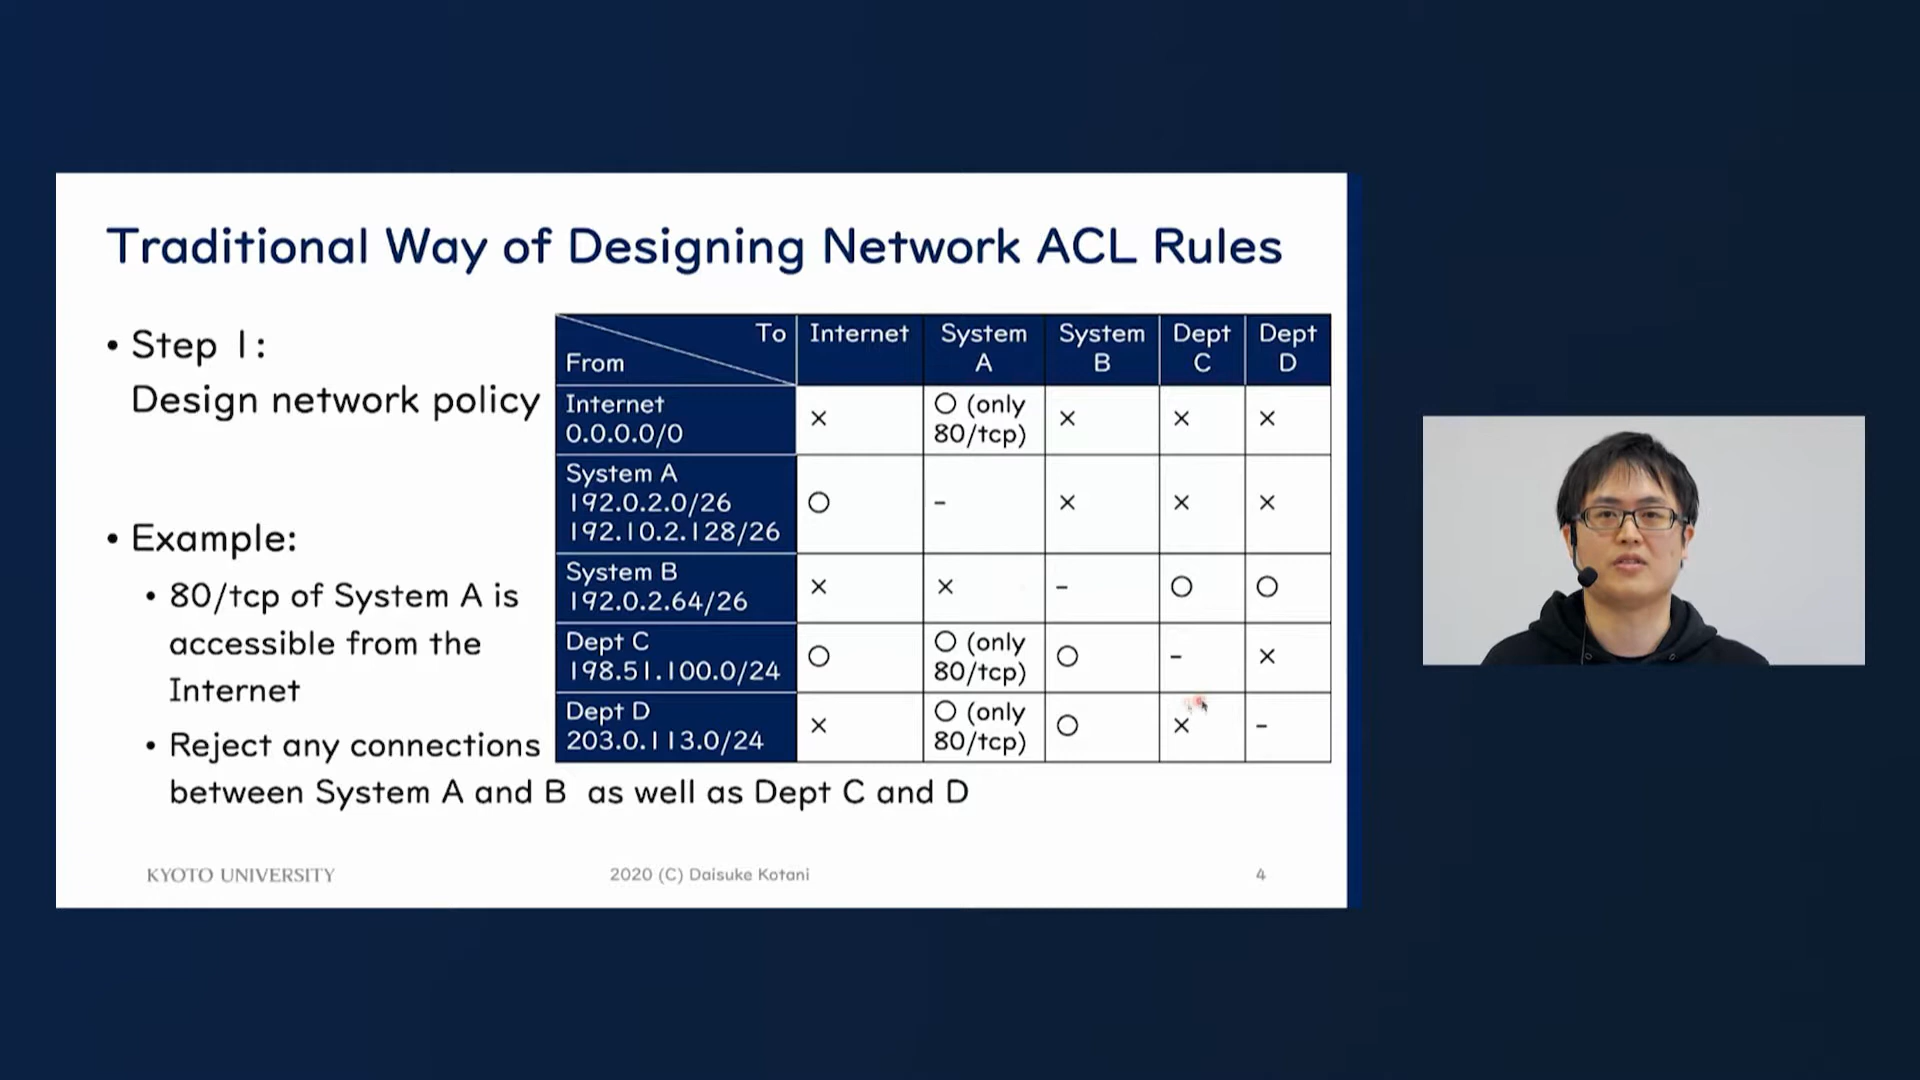 Traditional Way of Designing Network ACL Rules
• Step 1:
Design network policy
• Example:
• 80/tcp of System A is
accessible from the
Internet
• Reject any connections
between System A and B as well as Dept C and D
To
From
Internet
System
A
System
B
Dept
C
Dept
D
Internet
0.0.0.0/0
×
○ (only
80/tcp)
×
×
×
System A
192.0.2.0/26
192.10.2.128/26
○
-
×
×
×
System B
192.0.2.64/26
×
×
-
○
○
Dept C
198.51.100.0/24
○
○ (only
80/tcp)
○
-
×
Dept D
203.0.113.0/24
×
○ (only
80/tcp)
○
×
-
KYOTO UNIVERSITY
2020 (C) Daisuke Kotani
4